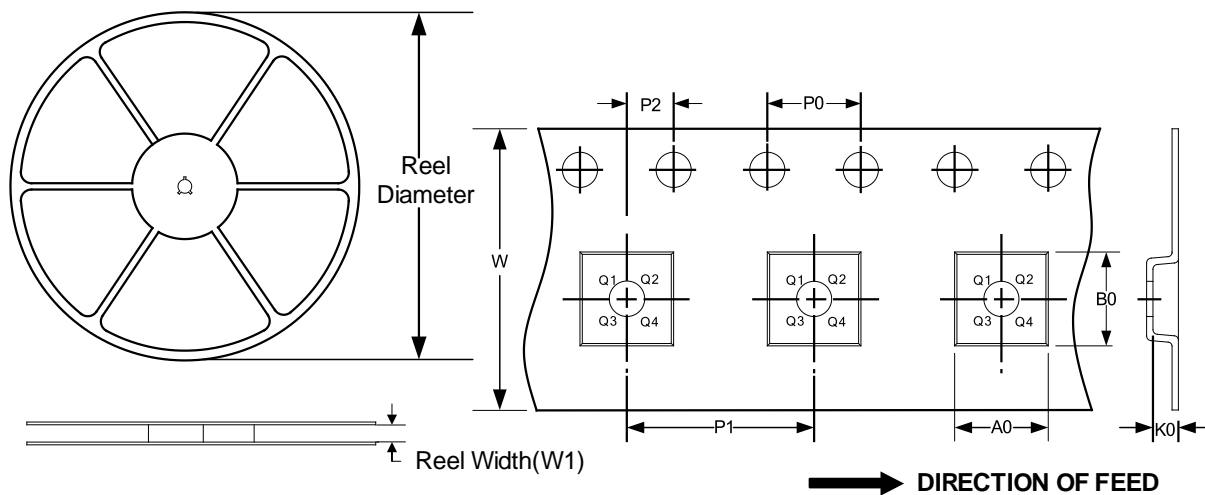 P2
P0
Reel
Diameter
W
Q1 Q2
Q3 Q4
Q1 Q2
Q3 Q4
Q1 Q2
Q3 Q4
B0
P1
A0
K0
Reel Width(W1)
DIRECTION OF FEED